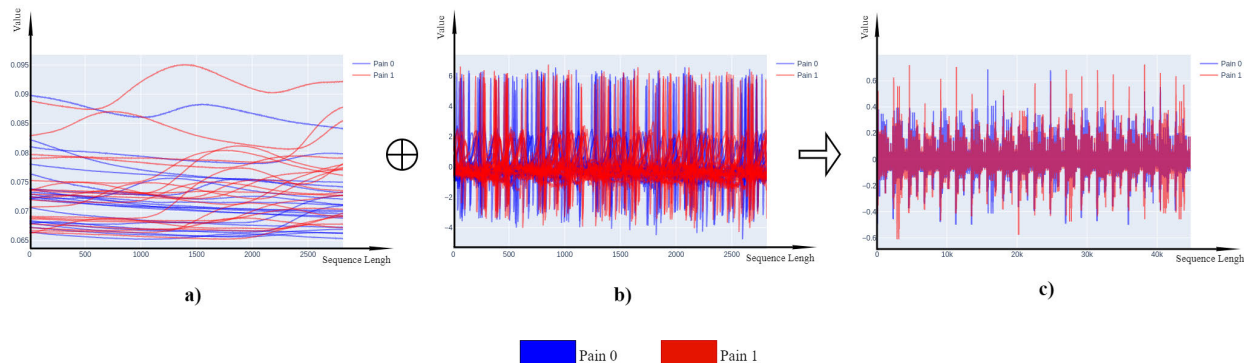 Value
0.095
0.09
0.085
0.08
0.075
0.07
0.065
0
500
1000
1500
2000
2500
Sequence Lengh
Pain 0
Pain 1
a)
Value
6
4
2
0
−2
−4
0
500
1000
1500
2000
2500
Sequence Lengh
Pain 0
Pain 1
b)
Value
0.6
0.4
0.2
0
−0.2
−0.4
−0.6
0
10k
20k
30k
40k
Sequence Lengh
Pain 0
Pain 1
c)
Pain 0
Pain 1